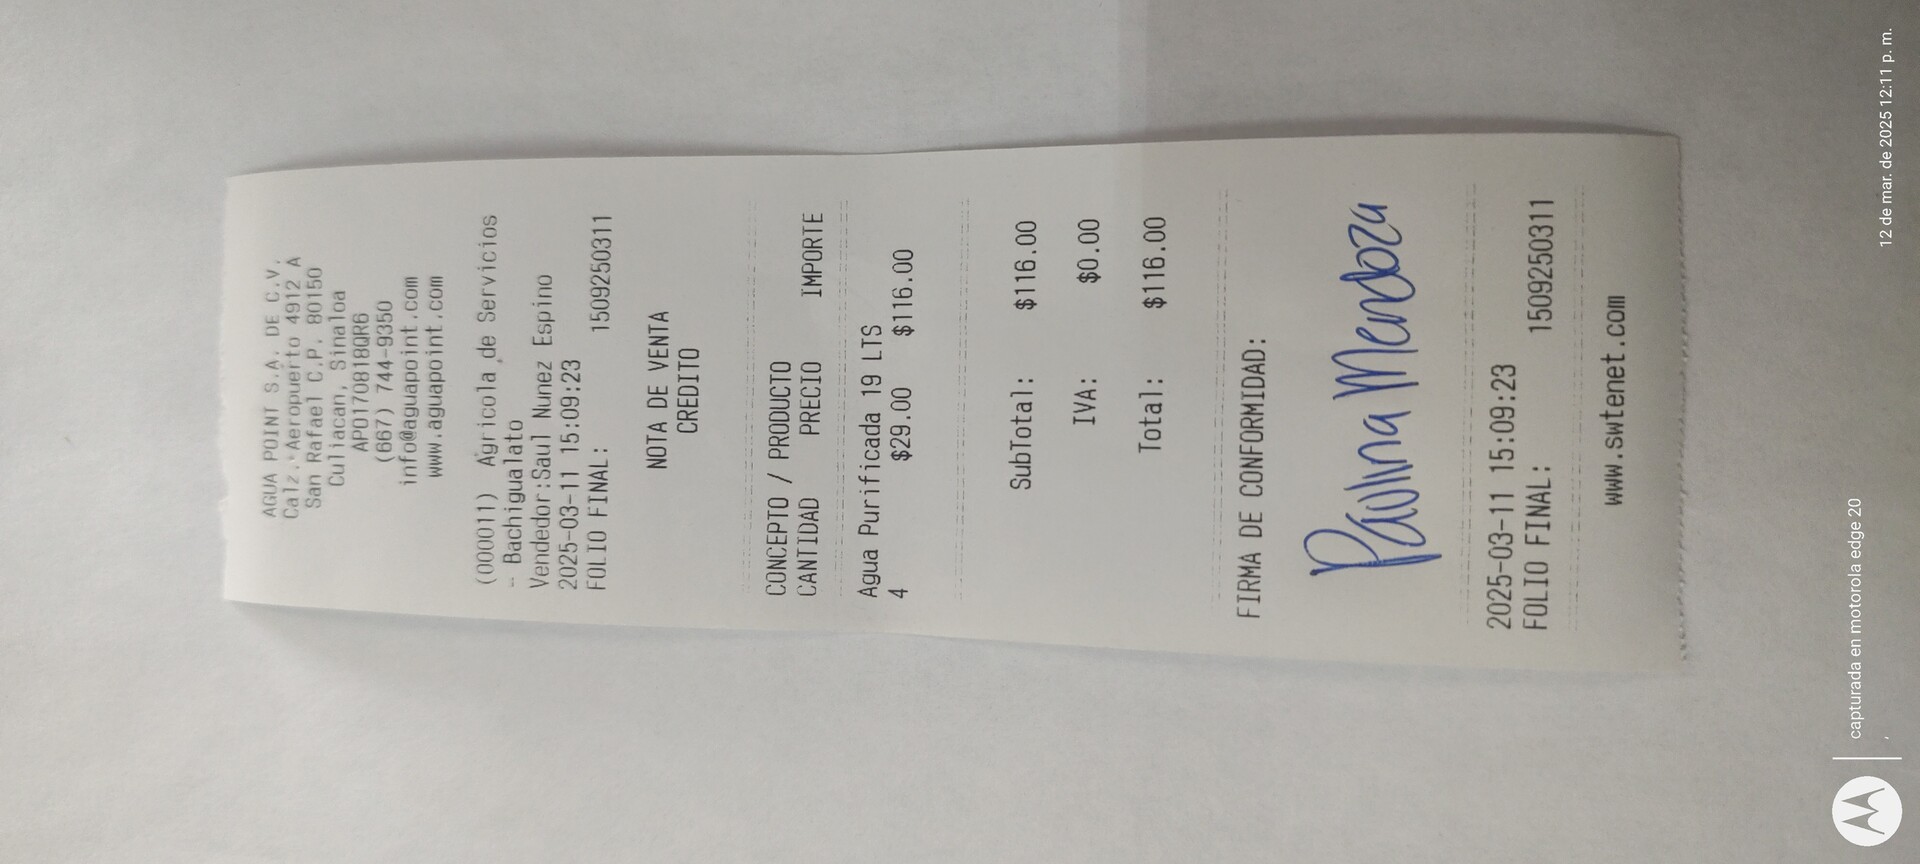 AGUA POINT S.A. DE C.V.
Calz. Aeropuerto 4912 A
San Rafael C.P. 80150
Culiacan, Sinaloa
APO170818QR6
(667) 744-9350
info@aguapoint.com
www.aguapoint.com
(000011) Agricola de Servicios
- Bachigualato
Vendedor:Saul Nunez Espino
2025-03-11 15:09:23
FOLIO FINAL: 1509250311
NOTA DE VENTA
CREDITO
CONCEPTO / PRODUCTO
CANTIDAD PRECIO IMPORTE
Agua Purificada 19 LTS
4 $29.00 $116.00
SubTotal: $116.00
IVA: $0.00
Total: $116.00
FIRMA DE CONFORMIDAD:
Paulina Mendoza
2025-03-11 15:09:23
FOLIO FINAL: 1509250311
www.swtenet.com
capturada en motorola edge 20
12 de mar. de 2025 12:11 p. m.